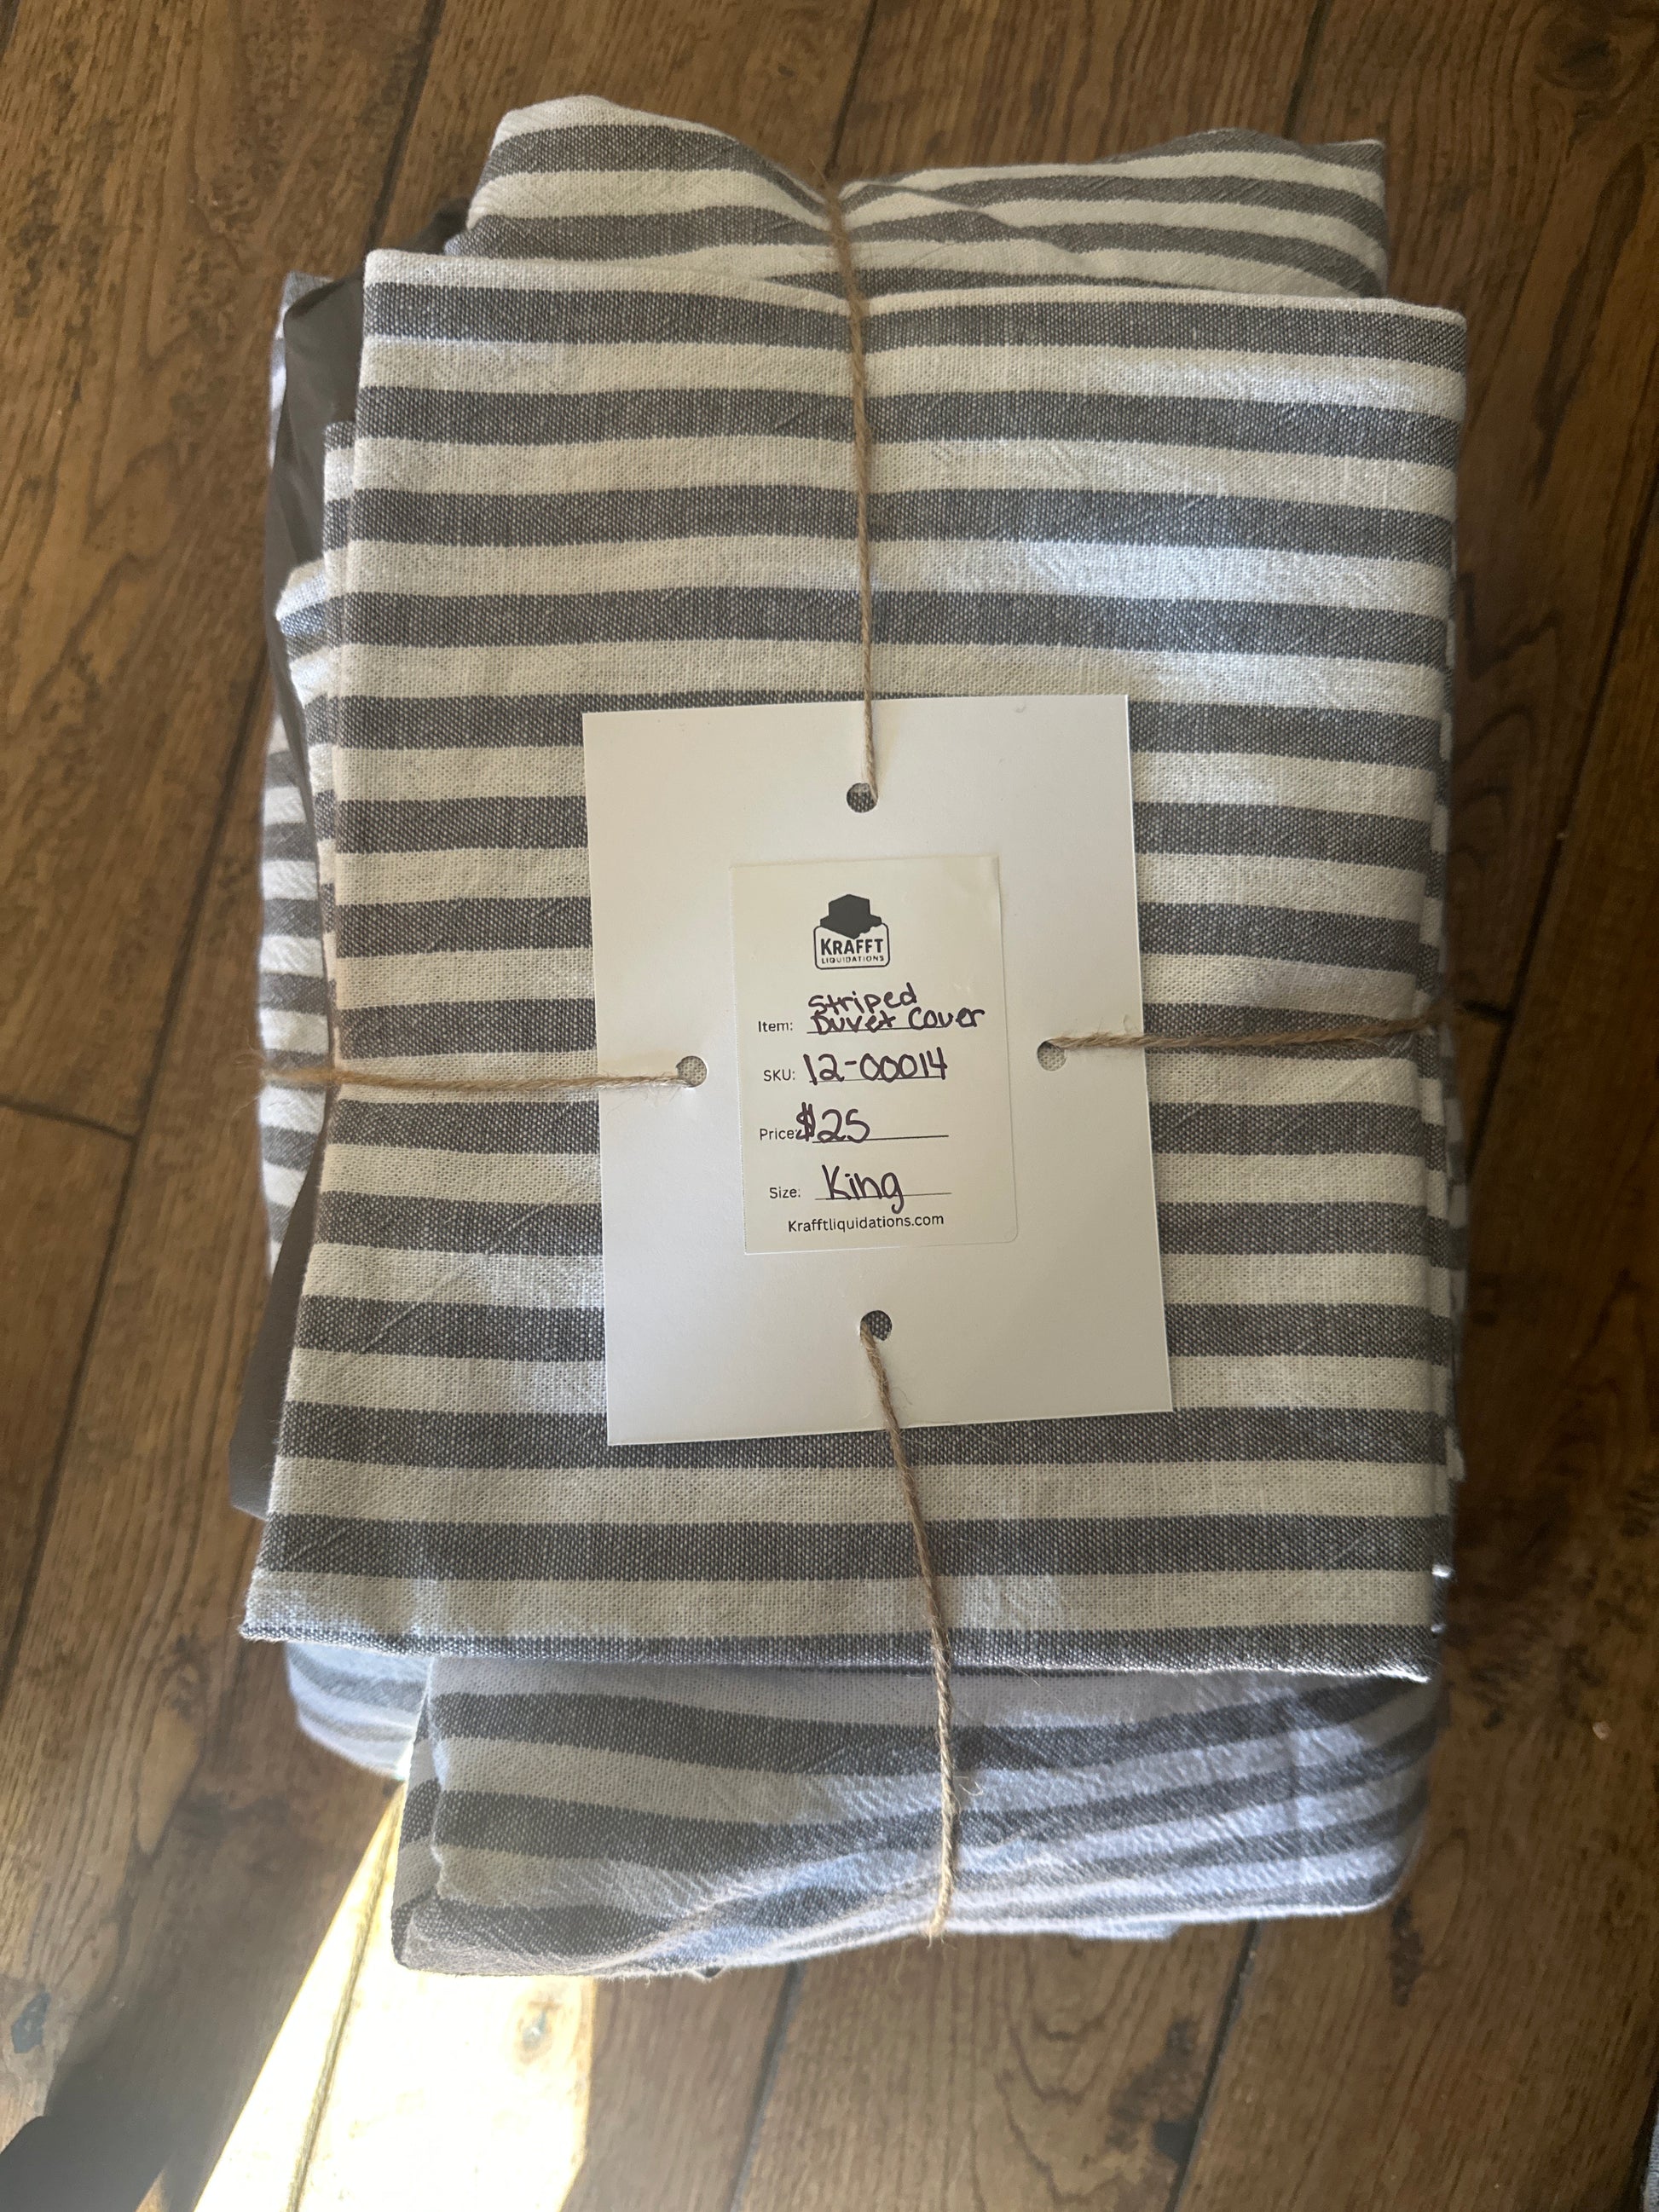 KRAFFT
LIQUIDATIONS
Item: Striped
Duvet Cover
SKU: 12-00014
Price: $25
Size: King
Krafftliquidations.com